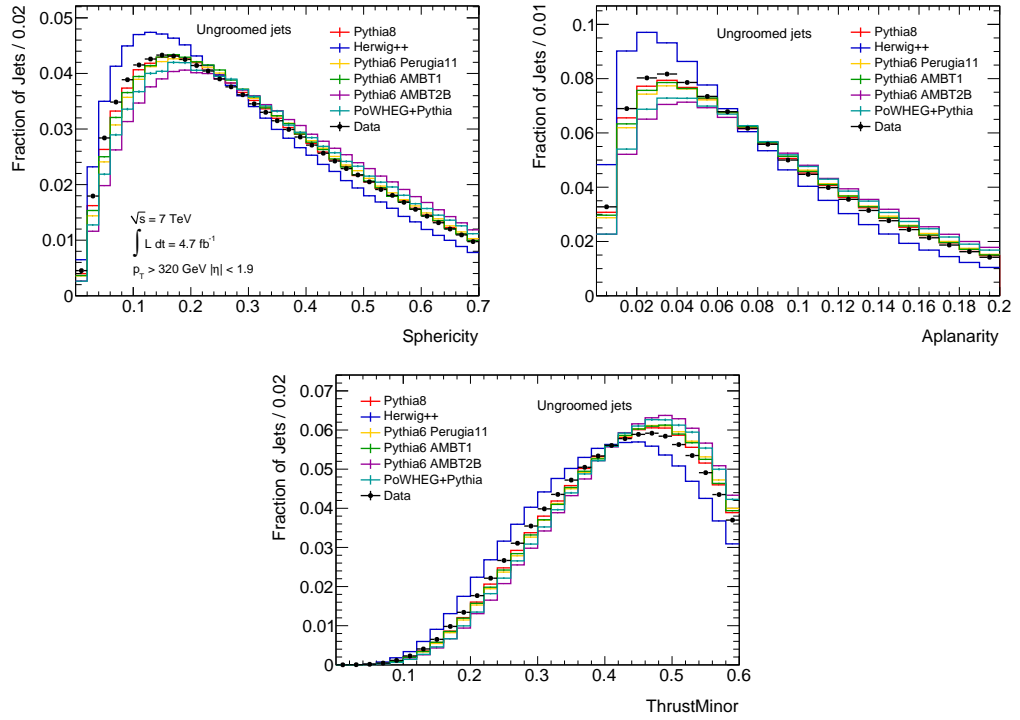 Fraction of Jets / 0.02
0.05
0.04
0.03
0.02
0.01
0
Ungroomed jets
Pythia8
Herwig++
Pythia6 Perugia11
Pythia6 AMBT1
Pythia6 AMBT2B
PoWHEG+Pythia
Data
√s = 7 TeV
∫ L dt = 4.7 fb⁻¹
p_T > 320 GeV |η| < 1.9
0.1 0.2 0.3 0.4 0.5 0.6 0.7
Sphericity
Fraction of Jets / 0.01
0.1
0.08
0.06
0.04
0.02
0
Ungroomed jets
Pythia8
Herwig++
Pythia6 Perugia11
Pythia6 AMBT1
Pythia6 AMBT2B
PoWHEG+Pythia
Data
0.02 0.04 0.06 0.08 0.1 0.12 0.14 0.16 0.18 0.2
Aplanarity
Fraction of Jets / 0.02
0.07
0.06
0.05
0.04
0.03
0.02
0.01
0
Pythia8
Herwig++
Pythia6 Perugia11
Pythia6 AMBT1
Pythia6 AMBT2B
PoWHEG+Pythia
Data
Ungroomed jets
0.1 0.2 0.3 0.4 0.5 0.6
ThrustMinor